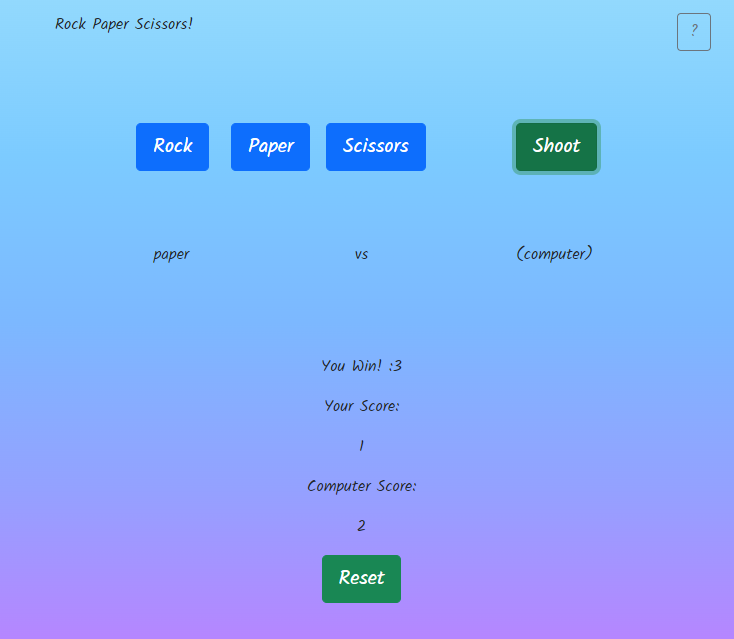 Rock Paper Scissors!
?
Rock Paper Scissors Shoot
paper vs (computer)
You Win! :3
Your Score:
1
Computer Score:
2
Reset